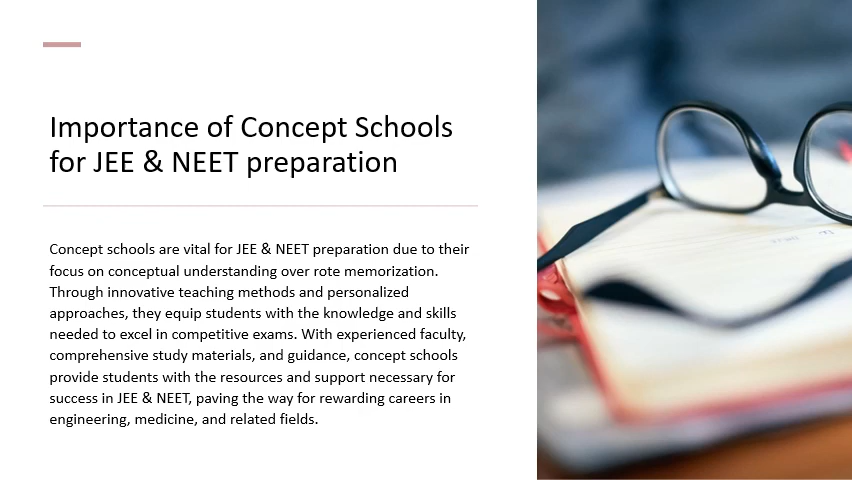 Importance of Concept Schools
for JEE & NEET preparation
Concept schools are vital for JEE & NEET preparation due to their
focus on conceptual understanding over rote memorization.
Through innovative teaching methods and personalized
approaches, they equip students with the knowledge and skills
needed to excel in competitive exams. With experienced faculty,
comprehensive study materials, and guidance, concept schools
provide students with the resources and support necessary for
success in JEE & NEET, paving the way for rewarding careers in
engineering, medicine, and related fields.